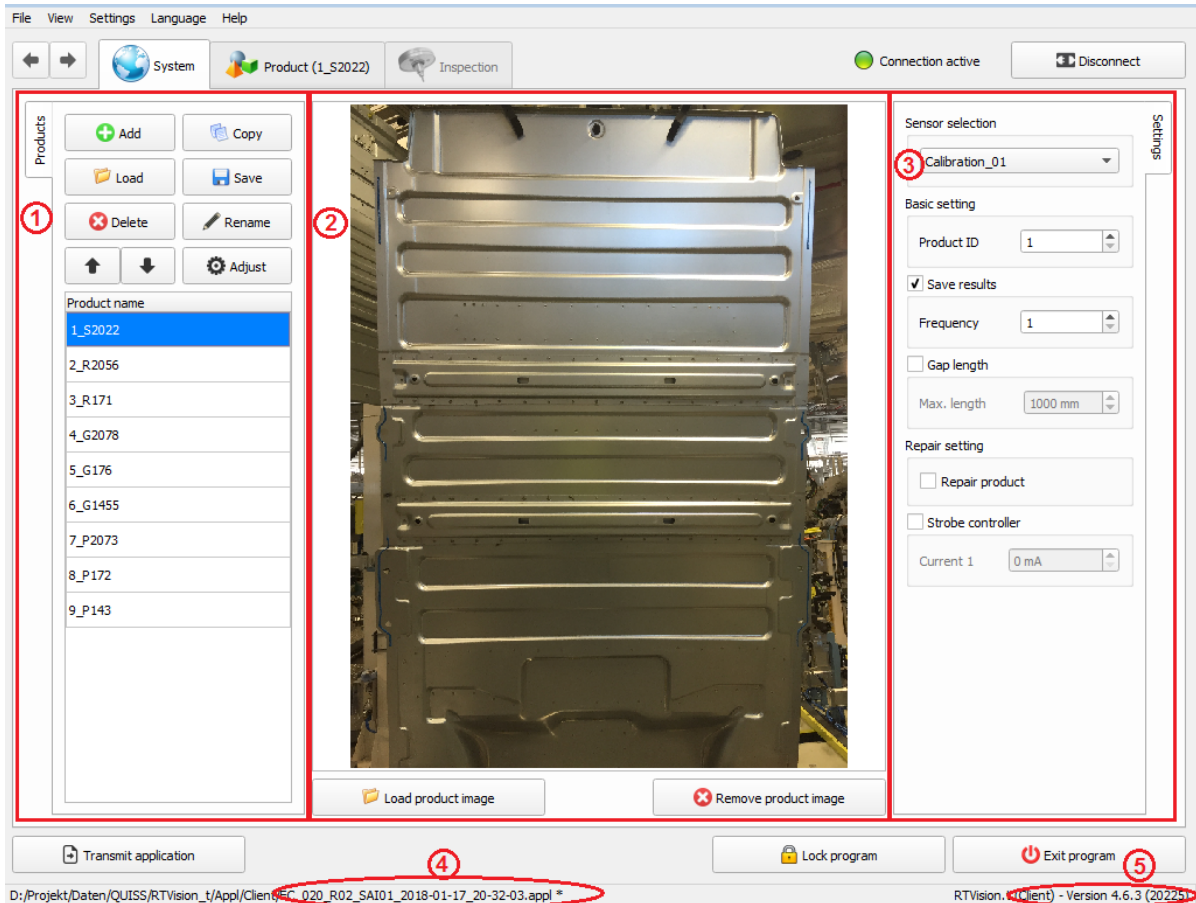 File View Settings Language Help
System Product (1_S2022) Inspection Connection active Disconnect
Products
Add Copy
Load Save
Delete Rename
Adjust
Product name
1_S2022
2_R2056
3_R171
4_G2078
5_G176
6_G1455
7_P2073
8_P172
9_P143
1
2
Load product image Remove product image
Settings
Sensor selection
3 Calibration_01
Basic setting
Product ID 1
Save results
Frequency 1
Gap length
Max. length 1000 mm
Repair setting
Repair product
Strobe controller
Current 1 0 mA
Transmit application Lock program Exit program
4 5
D:/Projekt/Daten/QUISS/RTVision_t/Appl/Client/EC_020_R02_SAI01_2018-01-17_20-32-03.appl * (Client) - Version 4.6.3 (20225)